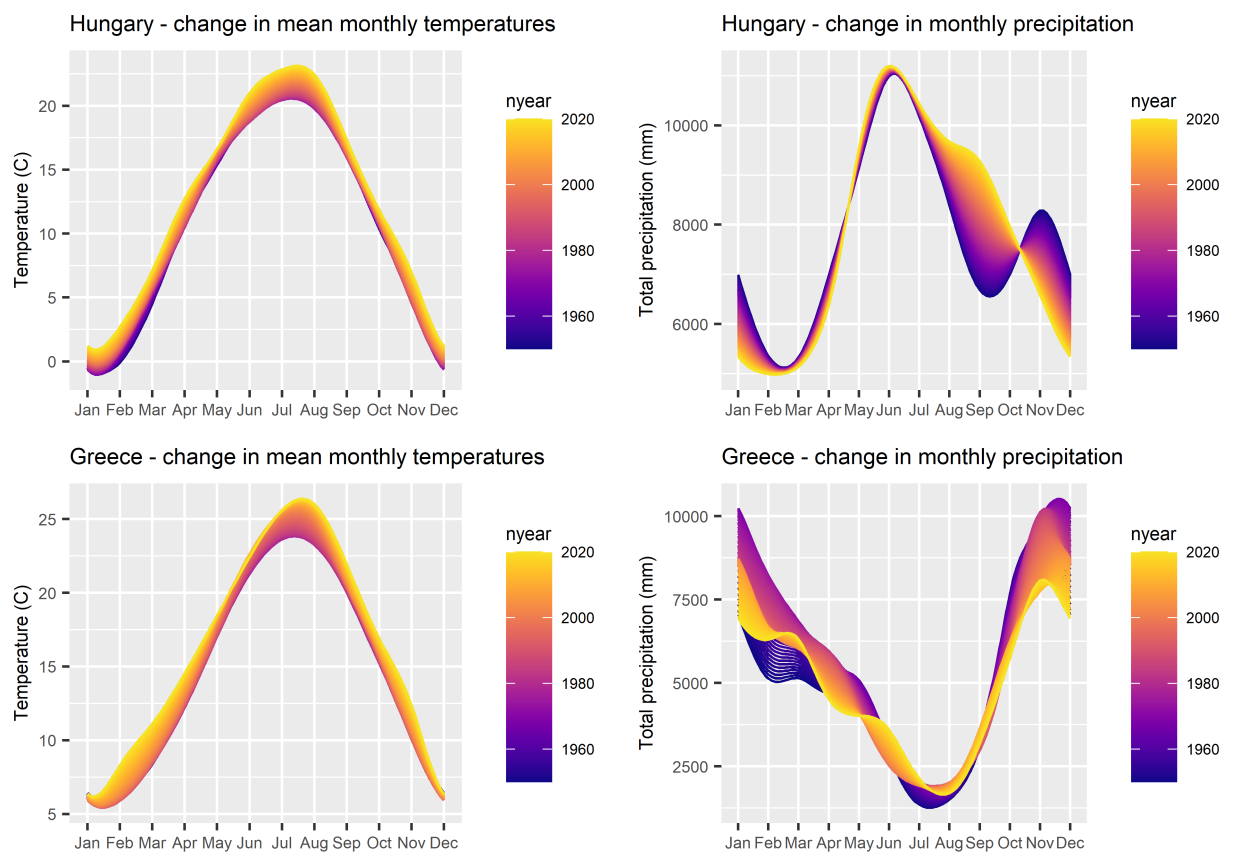 Hungary - change in mean monthly temperatures
Temperature (C)
20
15
10
5
0
Jan Feb Mar Apr May Jun Jul Aug Sep Oct Nov Dec
nyear
2020
2000
1980
1960
Hungary - change in monthly precipitation
Total precipitation (mm)
10000
8000
6000
Jan Feb Mar Apr May Jun Jul Aug Sep Oct Nov Dec
nyear
2020
2000
1980
1960
Greece - change in mean monthly temperatures
Temperature (C)
25
20
15
10
5
Jan Feb Mar Apr May Jun Jul Aug Sep Oct Nov Dec
nyear
2020
2000
1980
1960
Greece - change in monthly precipitation
Total precipitation (mm)
10000
7500
5000
2500
Jan Feb Mar Apr May Jun Jul Aug Sep Oct Nov Dec
nyear
2020
2000
1980
1960